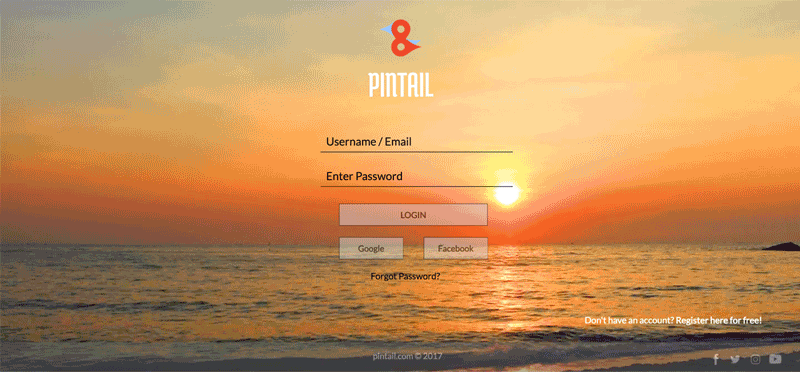 PINTAIL
Username / Email
Enter Password
LOGIN
Google Facebook
Forgot Password?
Don't have an account? Register here for free!
pintail.com © 2017